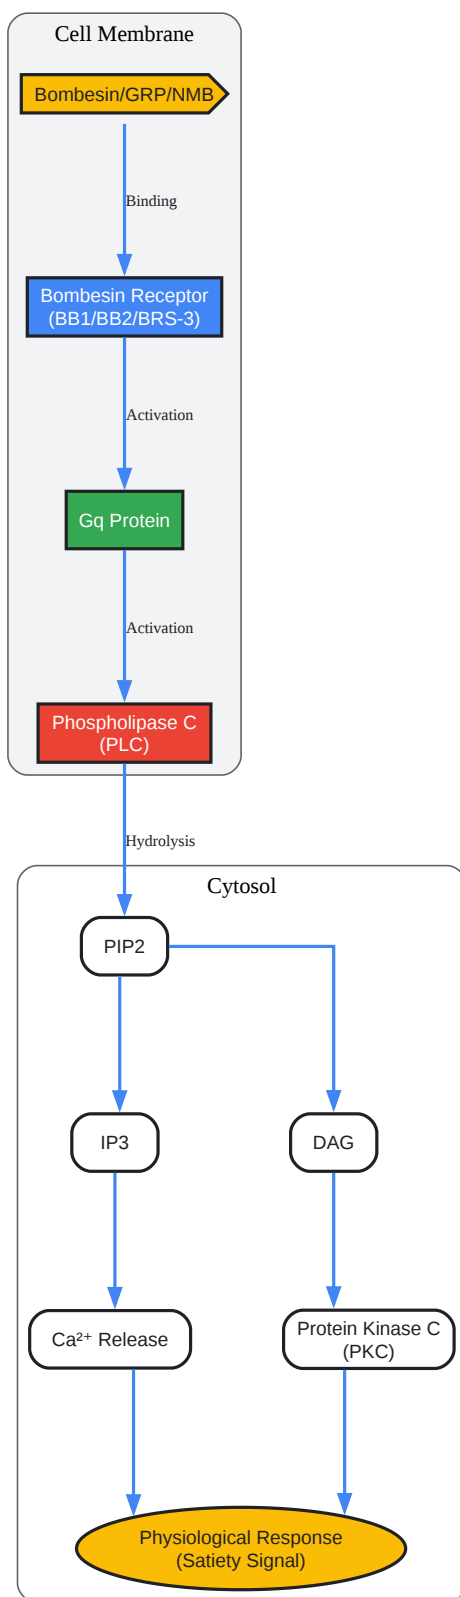 Cell Membrane
Bombesin/GRP/NMB
Binding
Bombesin Receptor
(BB1/BB2/BRS-3)
Activation
Gq Protein
Activation
Phospholipase C
(PLC)
Hydrolysis
Cytosol
PIP2
IP3
DAG
Ca²⁺ Release
Protein Kinase C
(PKC)
Physiological Response
(Satiety Signal)